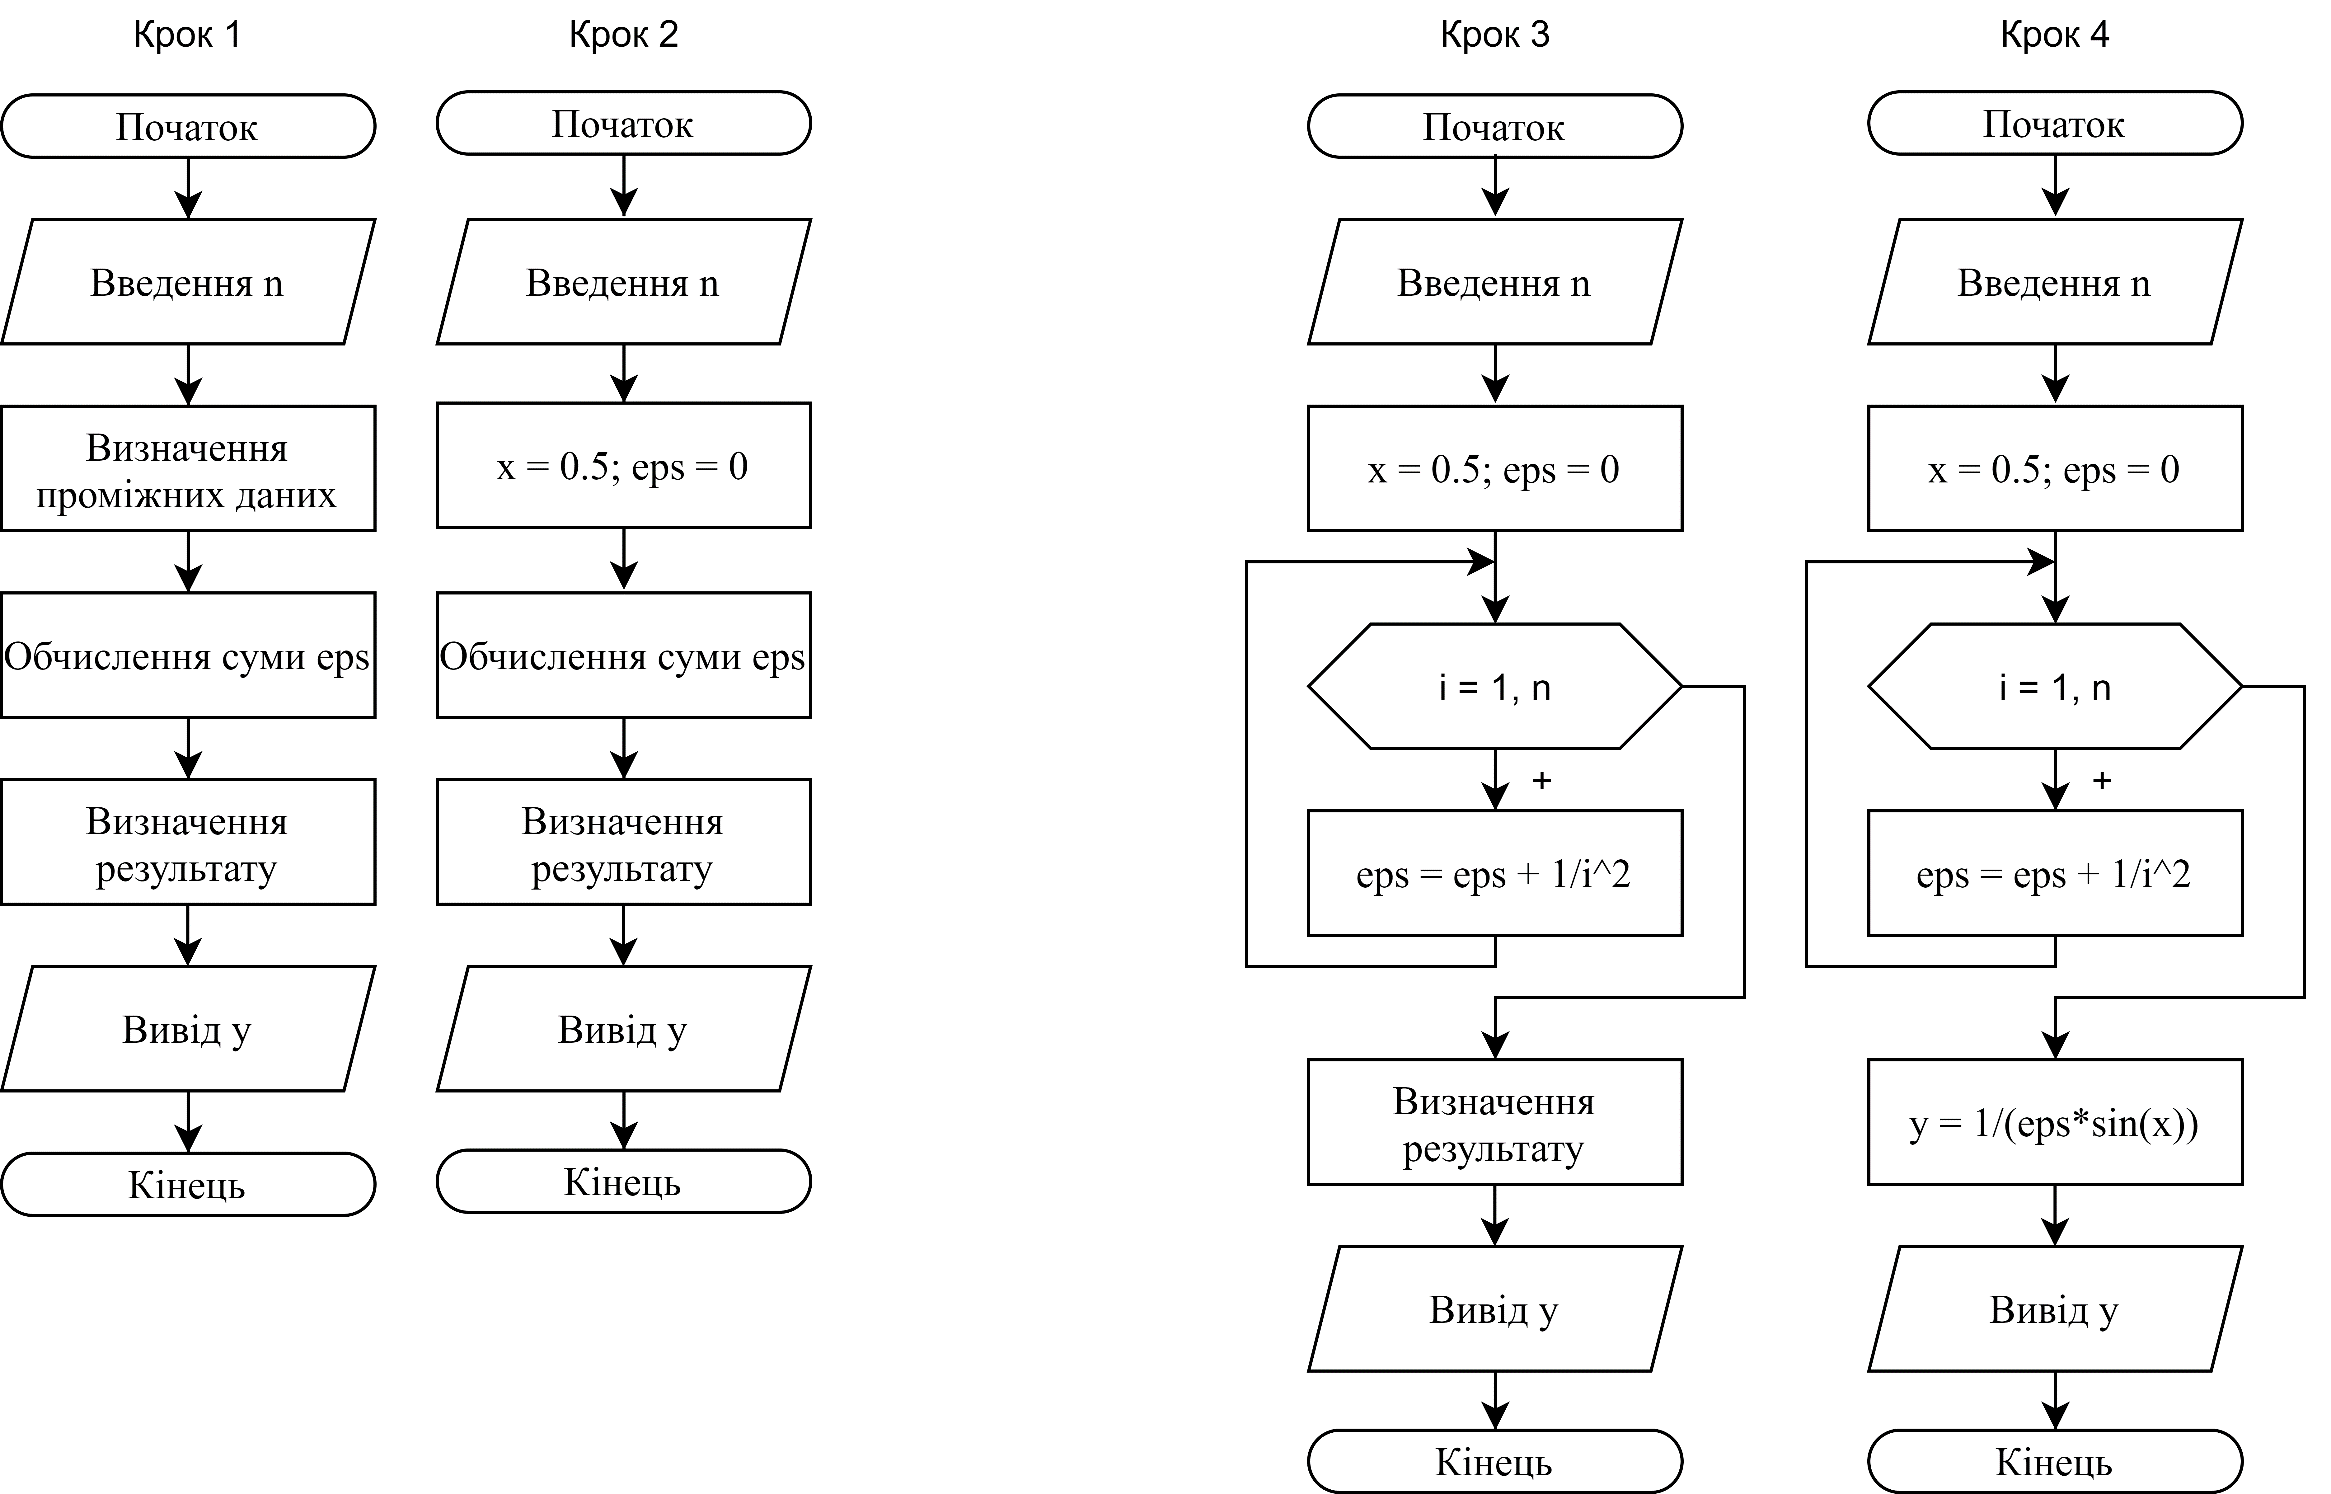 Крок 1
Початок
Введення n
Визначення
проміжних даних
Обчислення суми eps
Визначення
результату
Вивід y
Кінець
Крок 2
Початок
Введення n
x = 0.5; eps = 0
Обчислення суми eps
Визначення
результату
Вивід y
Кінець
Крок 3
Початок
Введення n
x = 0.5; eps = 0
i = 1, n
+
eps = eps + 1/i^2
Визначення
результату
Вивід y
Кінець
Крок 4
Початок
Введення n
x = 0.5; eps = 0
i = 1, n
+
eps = eps + 1/i^2
y = 1/(eps*sin(x))
Вивід y
Кінець